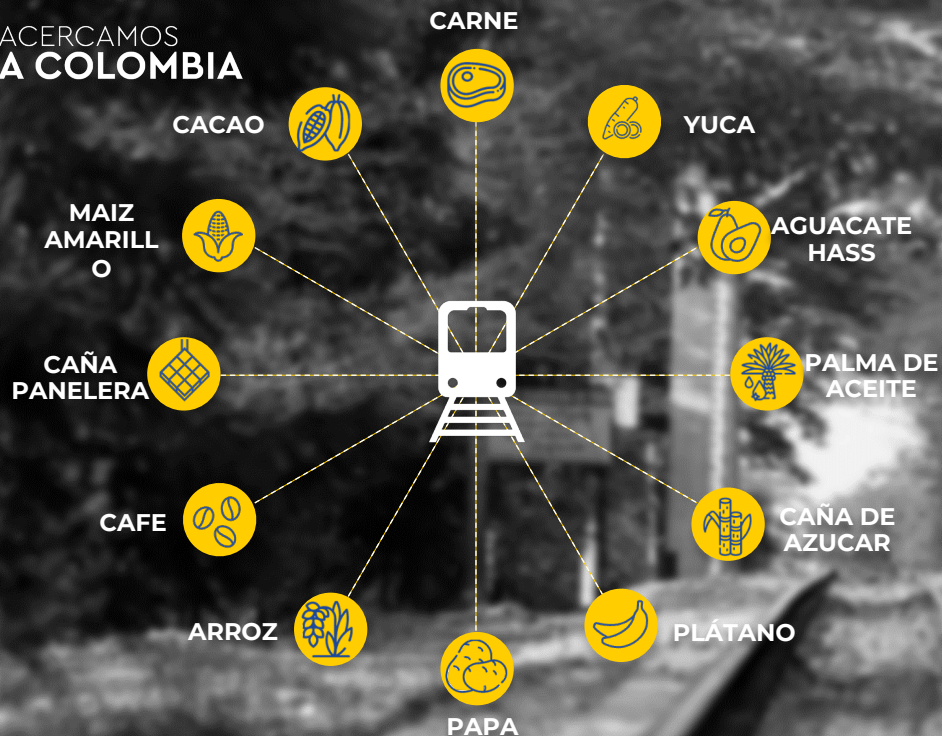 ACERCAMOS
A COLOMBIA
CARNE
YUCA
AGUACATE
HASS
PALMA DE
ACEITE
CAÑA DE
AZUCAR
PLÁTANO
PAPA
ARROZ
CAFE
CAÑA
PANELERA
MAIZ
AMARILL
O
CACAO